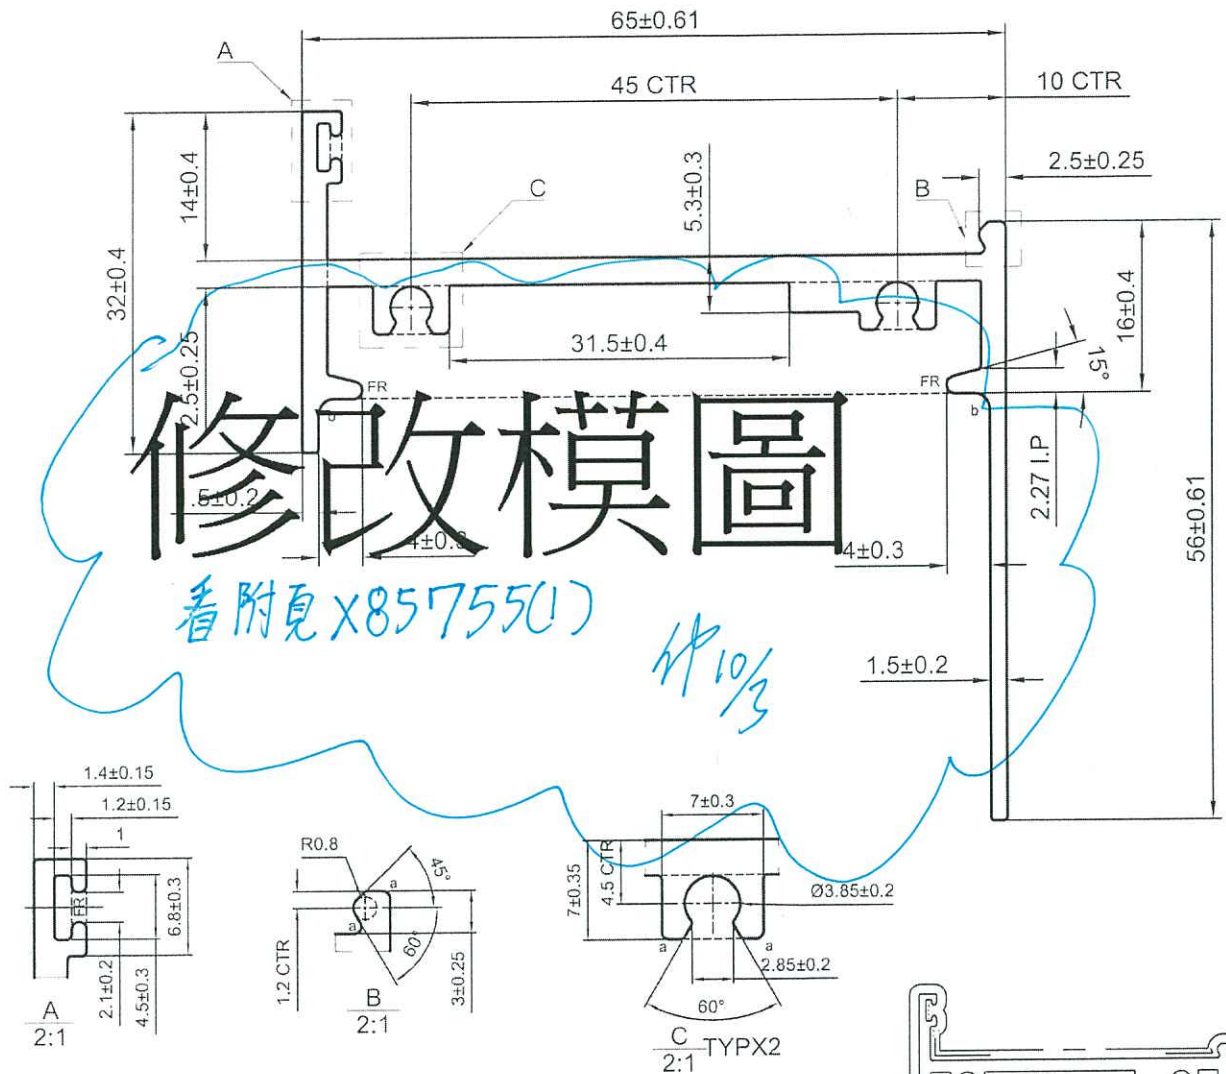 65±0.61
A
45 CTR
10 CTR
2.5±0.25
14±0.4
5.3±0.3
C
B
32±0.4
16±0.4
31.5±0.4
15°
2.5±0.25
FR
FR
b
b
修改模圖
2.27 I.P
56±0.61
.5±0.2
4±0.3
4±0.3
看附見X85755(1)
10/3
1.5±0.2
1.4±0.15
1.2±0.15
1
FR
6.8±0.3
2.1±0.2
4.5±0.3
A
2:1
R0.8
45°
a
a
60°
1.2 CTR
3±0.25
B
2:1
7±0.3
7±0.35
4.5 CTR
Ø3.85±0.2
a
a
2.85±0.2
60°
C
2:1
TYPX2